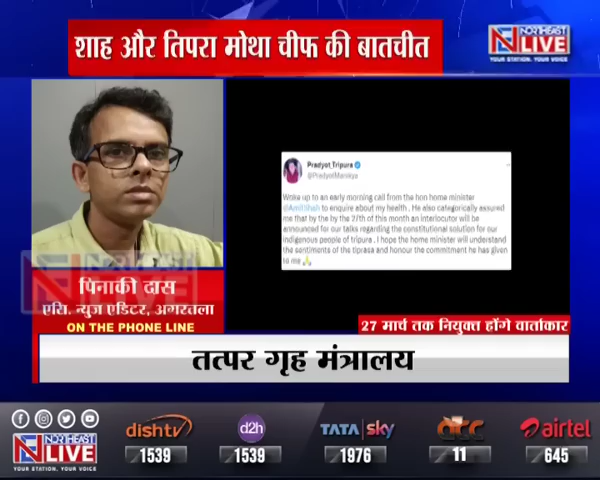 शाह और तिपरा मोथा चीफ की बातचीत
NORTHEAST
LIVE
YOUR STATION, YOUR VOICE
Pradyot_Tripura
@PradyotManikya
Woke up to an early morning call from the hon home minister
@AmitShah to enquire about my health . He also categorically assured
me that by the by the 27th of this month an interlocutor will be
announced for our talks regarding the constitutional solution for our
indigenous people of tripura . I hope the home minister will understand
the sentiments of the tiprasa and honour the commitment he has given
to me 🙏
पिनाकी दास
एसि. न्युज एडिटर, अगरतला
ON THE PHONE LINE
27 मार्च तक नियुक्त होंगे वार्ताकार
तत्पर गृह मंत्रालय
NORTHEAST
LIVE
YOUR STATION, YOUR VOICE
dishtv
1539
d2h
1539
TATA sky
1976
11
airtel
645